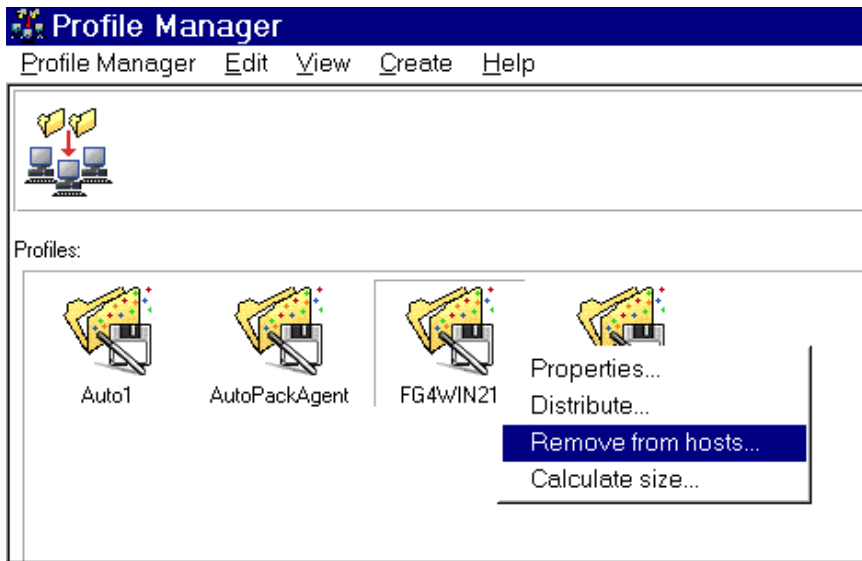 Profile Manager
Profile Manager Edit View Create Help
Profiles:
Auto1 AutoPackAgent FG4WIN21
Properties...
Distribute...
Remove from hosts...
Calculate size...